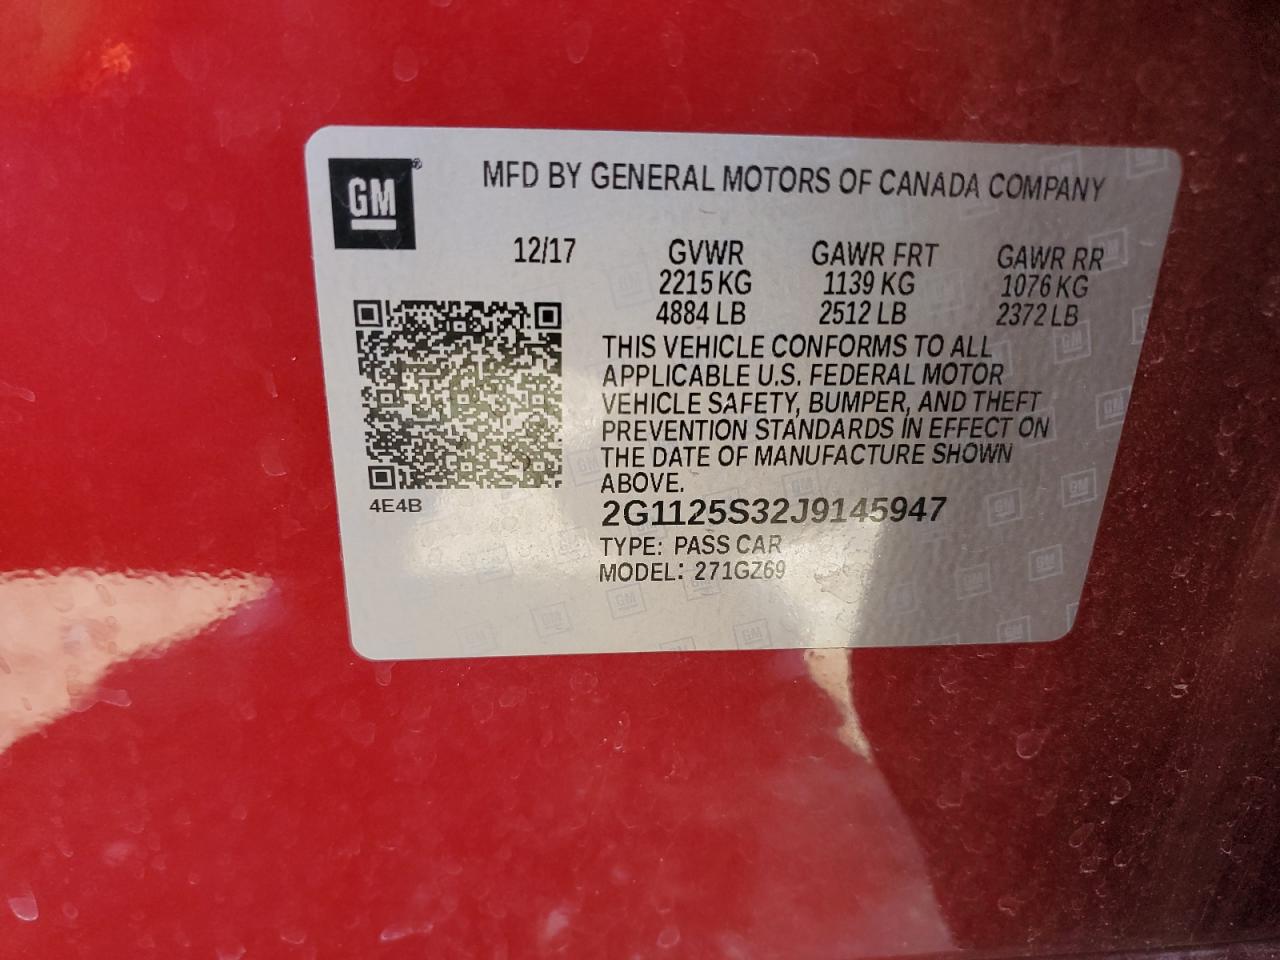 GM®
MFD BY GENERAL MOTORS OF CANADA COMPANY
12/17 GVWR GAWR FRT GAWR RR
2215 KG 1139 KG 1076 KG
4884 LB 2512 LB 2372 LB
THIS VEHICLE CONFORMS TO ALL
APPLICABLE U.S. FEDERAL MOTOR
VEHICLE SAFETY, BUMPER, AND THEFT
PREVENTION STANDARDS IN EFFECT ON
THE DATE OF MANUFACTURE SHOWN
ABOVE.
4E4B
2G1125S32J9145947
TYPE: PASS CAR
MODEL: 271GZ69